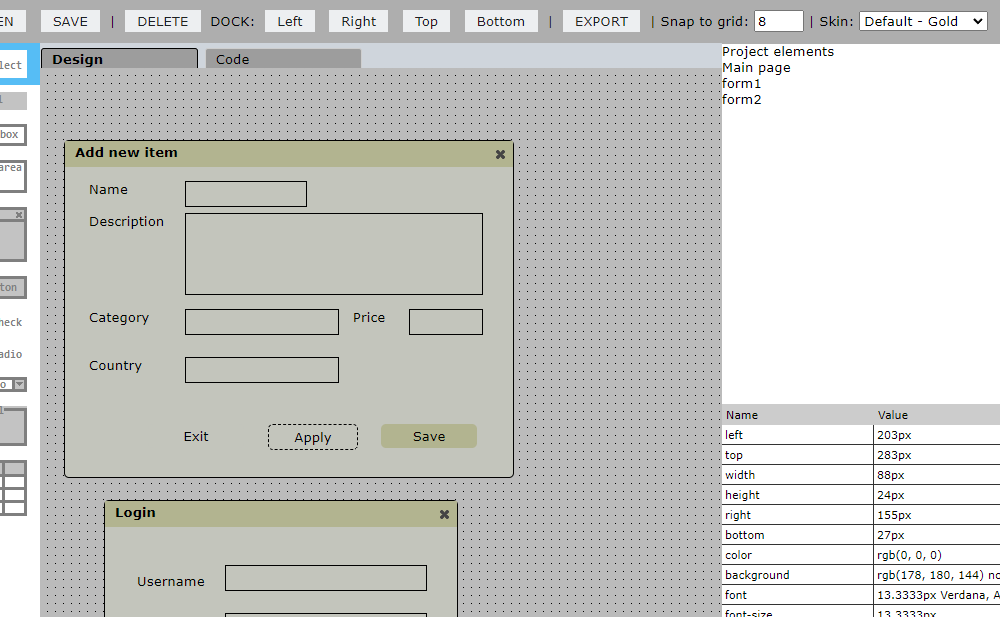 EN SAVE | DELETE DOCK: Left Right Top Bottom | EXPORT | Snap to grid: 8 | Skin: Default - Gold
Design Code
lect
box
area
ton
heck
adio
o
Add new item
Name
Description
Category Price
Country
Exit Apply Save
Login
Username
Project elements
Main page
form1
form2
Name Value
left 203px
top 283px
width 88px
height 24px
right 155px
bottom 27px
color rgb(0, 0, 0)
background rgb(178, 180, 144) no
font 13.3333px Verdana, A
font-size 13.3333px